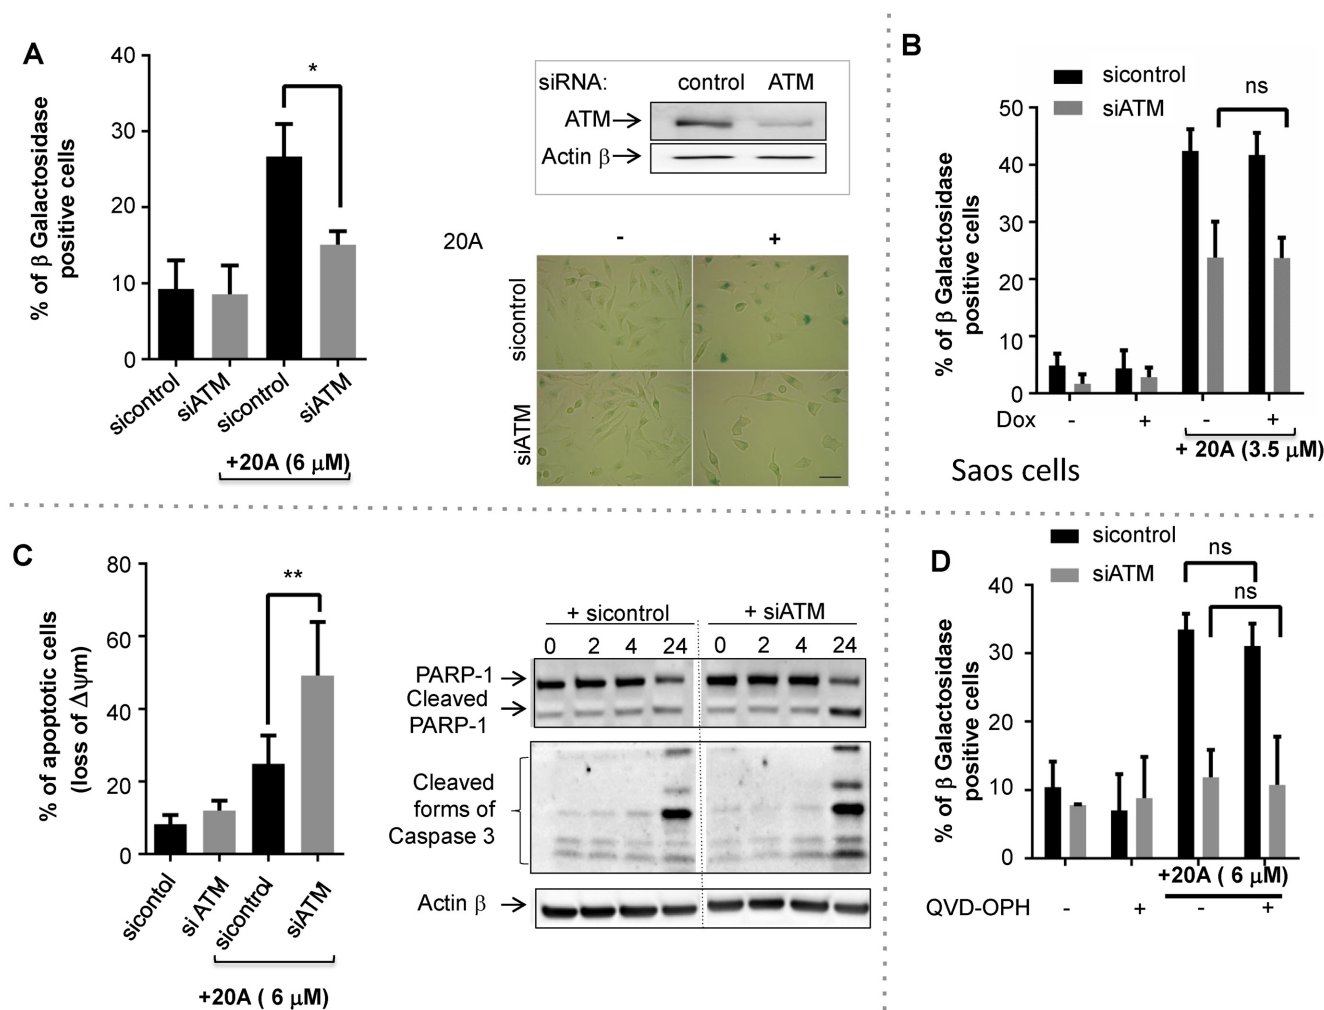 A
% of β Galactosidase
positive cells
40
30
20
10
0
*
sicontrol
siATM
sicontrol
siATM
+20A (6 µM)
siRNA: control ATM
ATM
Actin β
20A - +
sicontrol
siATM
B
sicontrol
siATM
ns
% of β Galactosidase
positive cells
50
40
30
20
10
0
Dox - + - +
+ 20A (3.5 µM)
Saos cells
C
% of apoptotic cells
(loss of Δψm)
80
60
40
20
0
**
sicontol
si ATM
sicontrol
siATM
+20A ( 6 µM)
+ sicontrol + siATM
0 2 4 24 0 2 4 24
PARP-1
Cleaved
PARP-1
Cleaved
forms of
Caspase 3
Actin β
D
sicontrol
siATM
ns
ns
% of β Galactosidase
positive cells
40
30
20
10
0
+20A ( 6 µM)
QVD-OPH - + - +